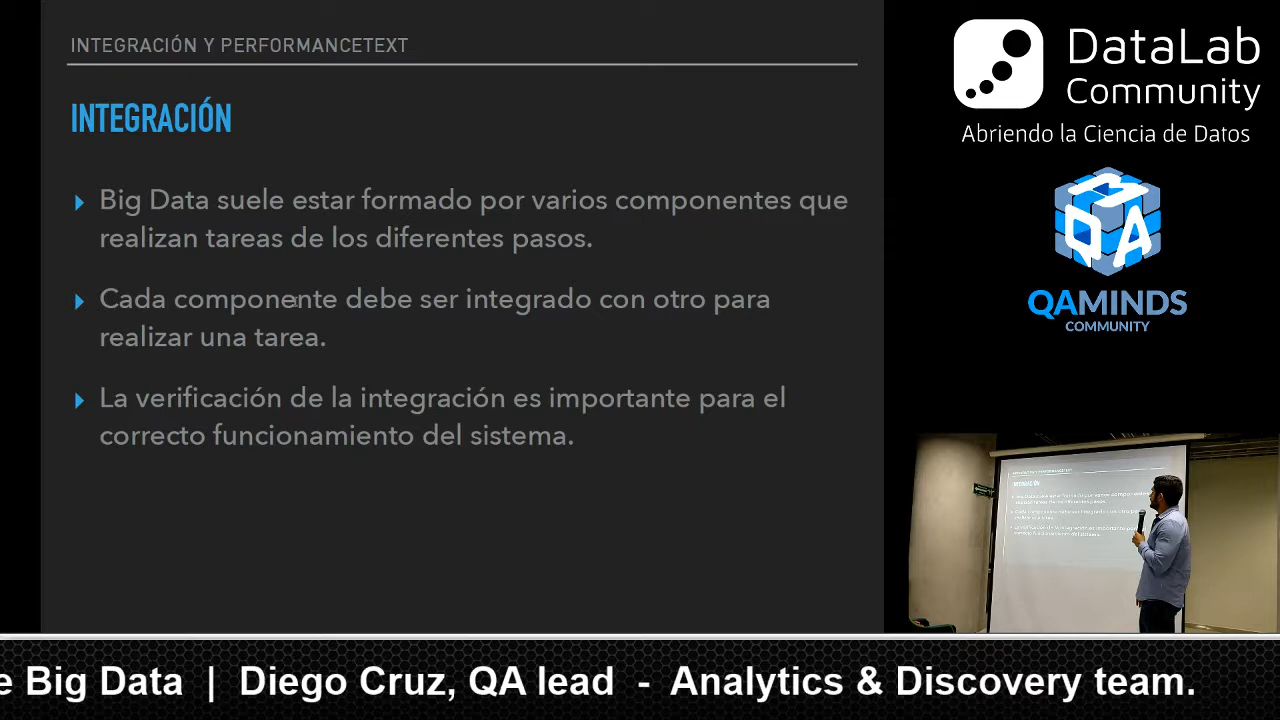 INTEGRACIÓN Y PERFORMANCETEXT
INTEGRACIÓN
Big Data suele estar formado por varios componentes que
realizan tareas de los diferentes pasos.
Cada componente debe ser integrado con otro para
realizar una tarea.
La verificación de la integración es importante para el
correcto funcionamiento del sistema.
DataLab
Community
Abriendo la Ciencia de Datos
QA
QAMINDS
COMMUNITY
INTEGRACIÓN
e Big Data | Diego Cruz, QA lead - Analytics & Discovery team.